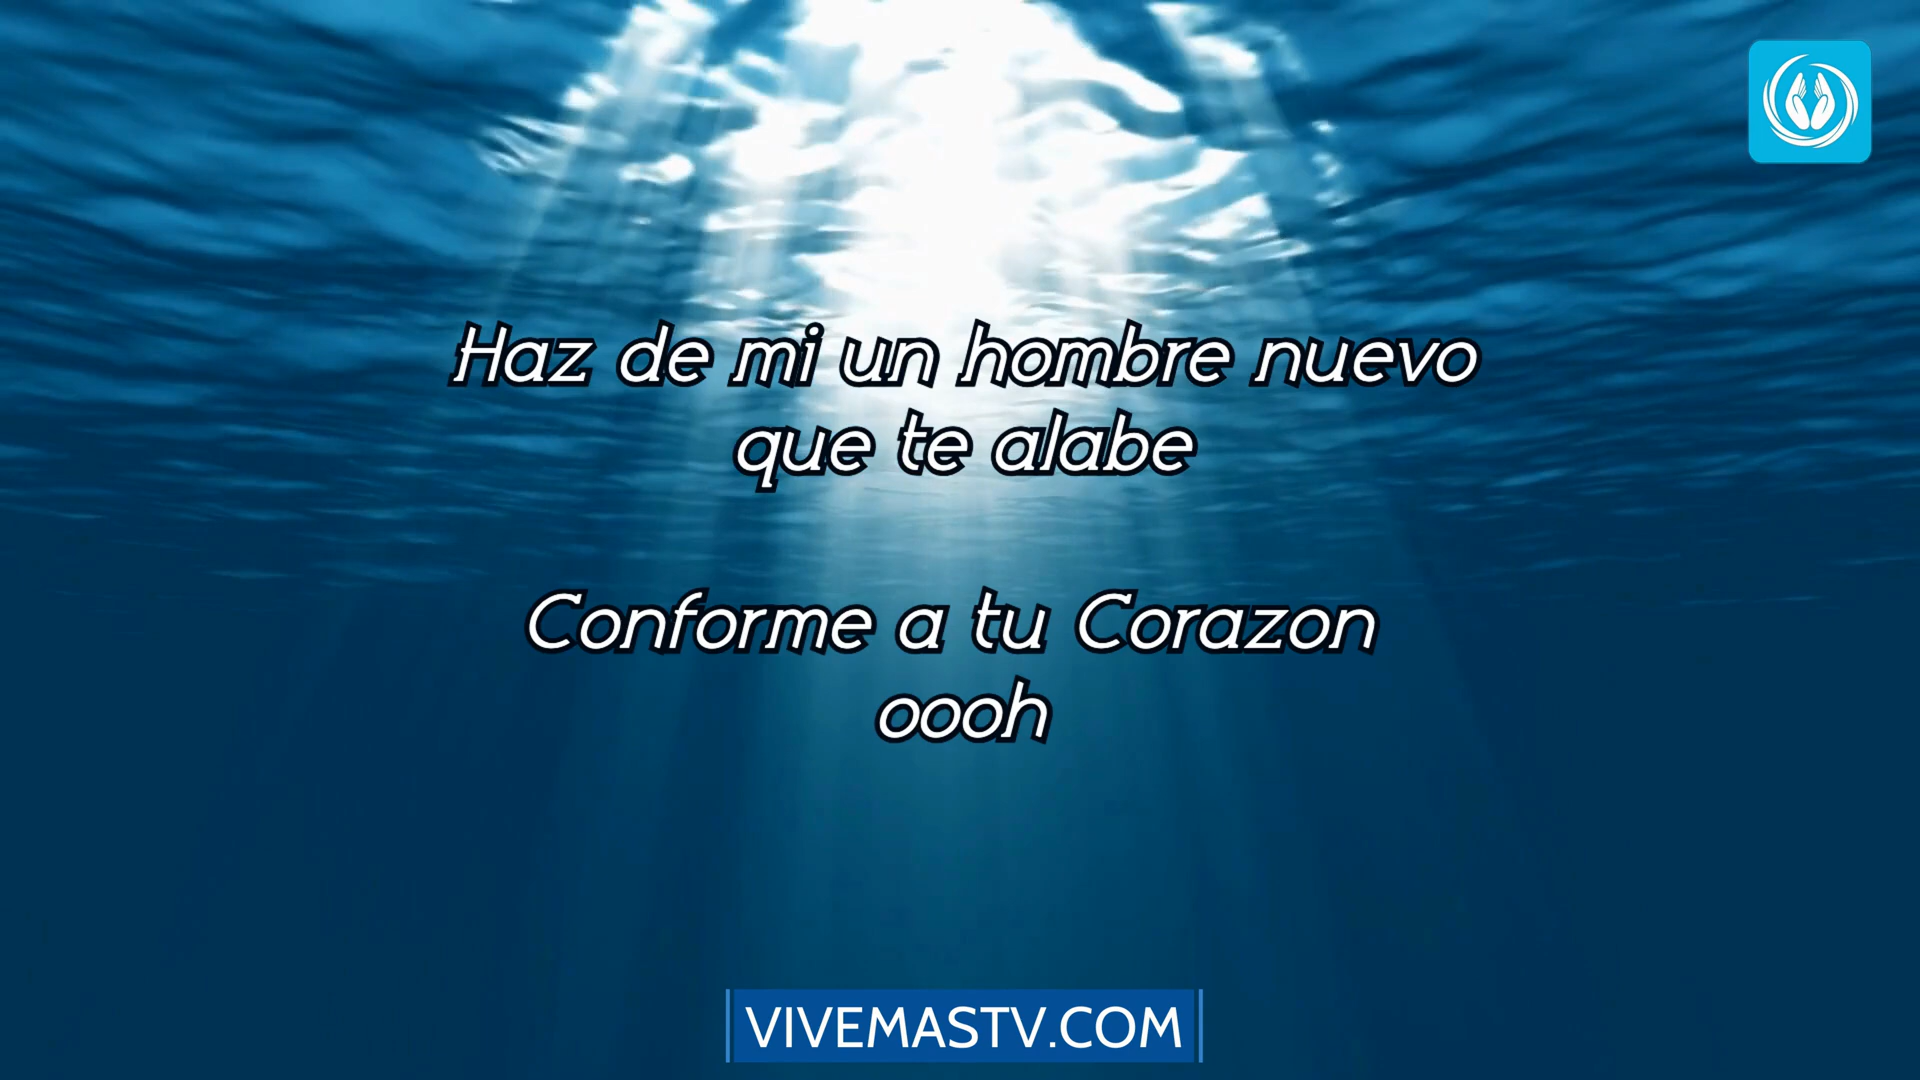 Haz de mi un hombre nuevo
que te alabe
Conforme a tu Corazon
oooh
VIVEMASTV.COM